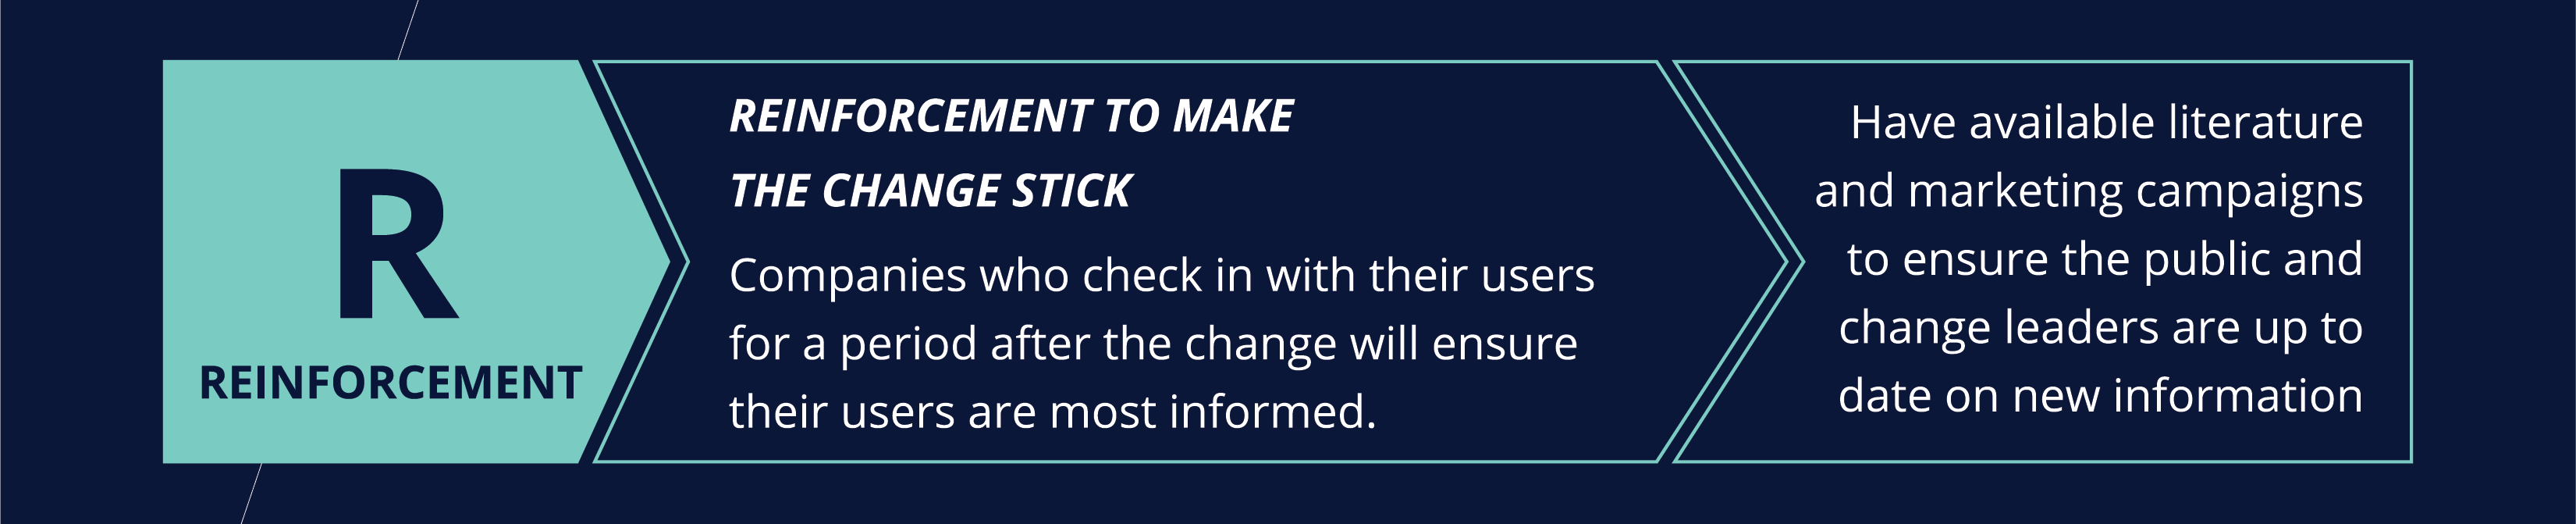 R
REINFORCEMENT
REINFORCEMENT TO MAKE
THE CHANGE STICK
Companies who check in with their users
for a period after the change will ensure
their users are most informed.
Have available literature
and marketing campaigns
to ensure the public and
change leaders are up to
date on new information